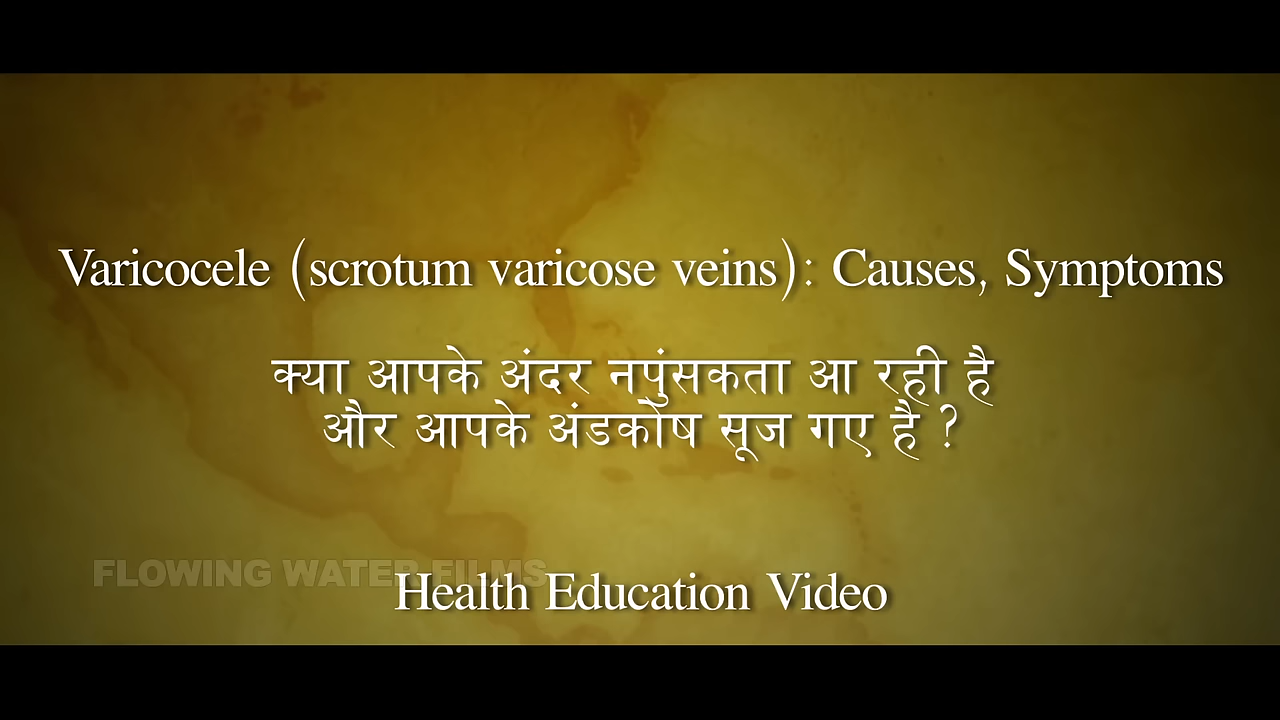 Varicocele (scrotum varicose veins): Causes, Symptoms
क्या आपके अंदर नपुंसकता आ रही है
और आपके अंडकोष सूज गए है ?
FLOWING WATER FILMS
Health Education Video